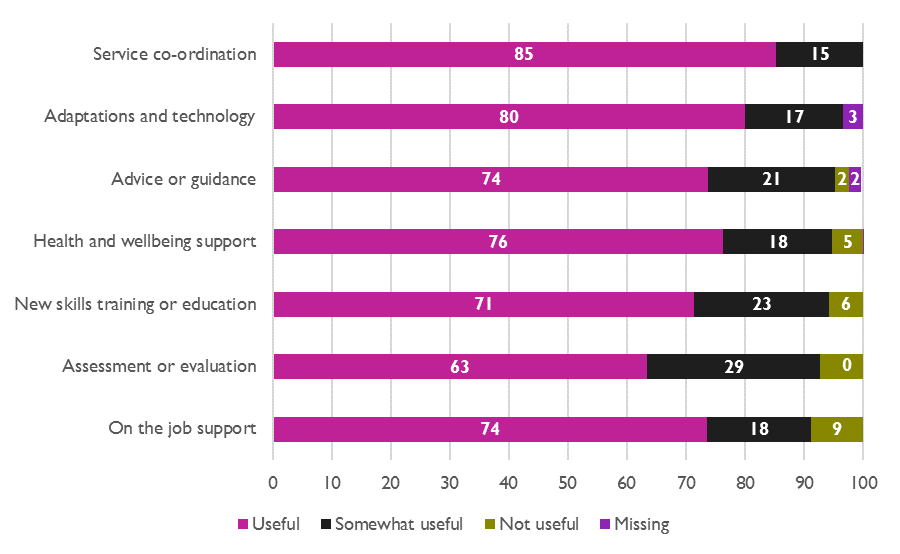 Service co-ordination 85 15
Adaptations and technology 80 17 3
Advice or guidance 74 21 2 2
Health and wellbeing support 76 18 5
New skills training or education 71 23 6
Assessment or evaluation 63 29 0
On the job support 74 18 9
0 10 20 30 40 50 60 70 80 90 100
Useful Somewhat useful Not useful Missing